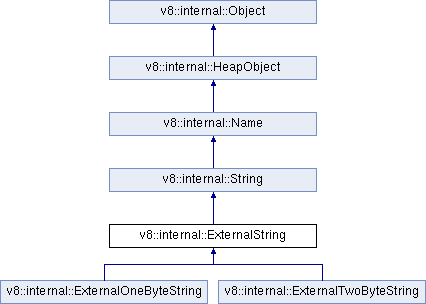 v8::internal::Object
v8::internal::HeapObject
v8::internal::Name
v8::internal::String
v8::internal::ExternalString
v8::internal::ExternalOneByteString
v8::internal::ExternalTwoByteString